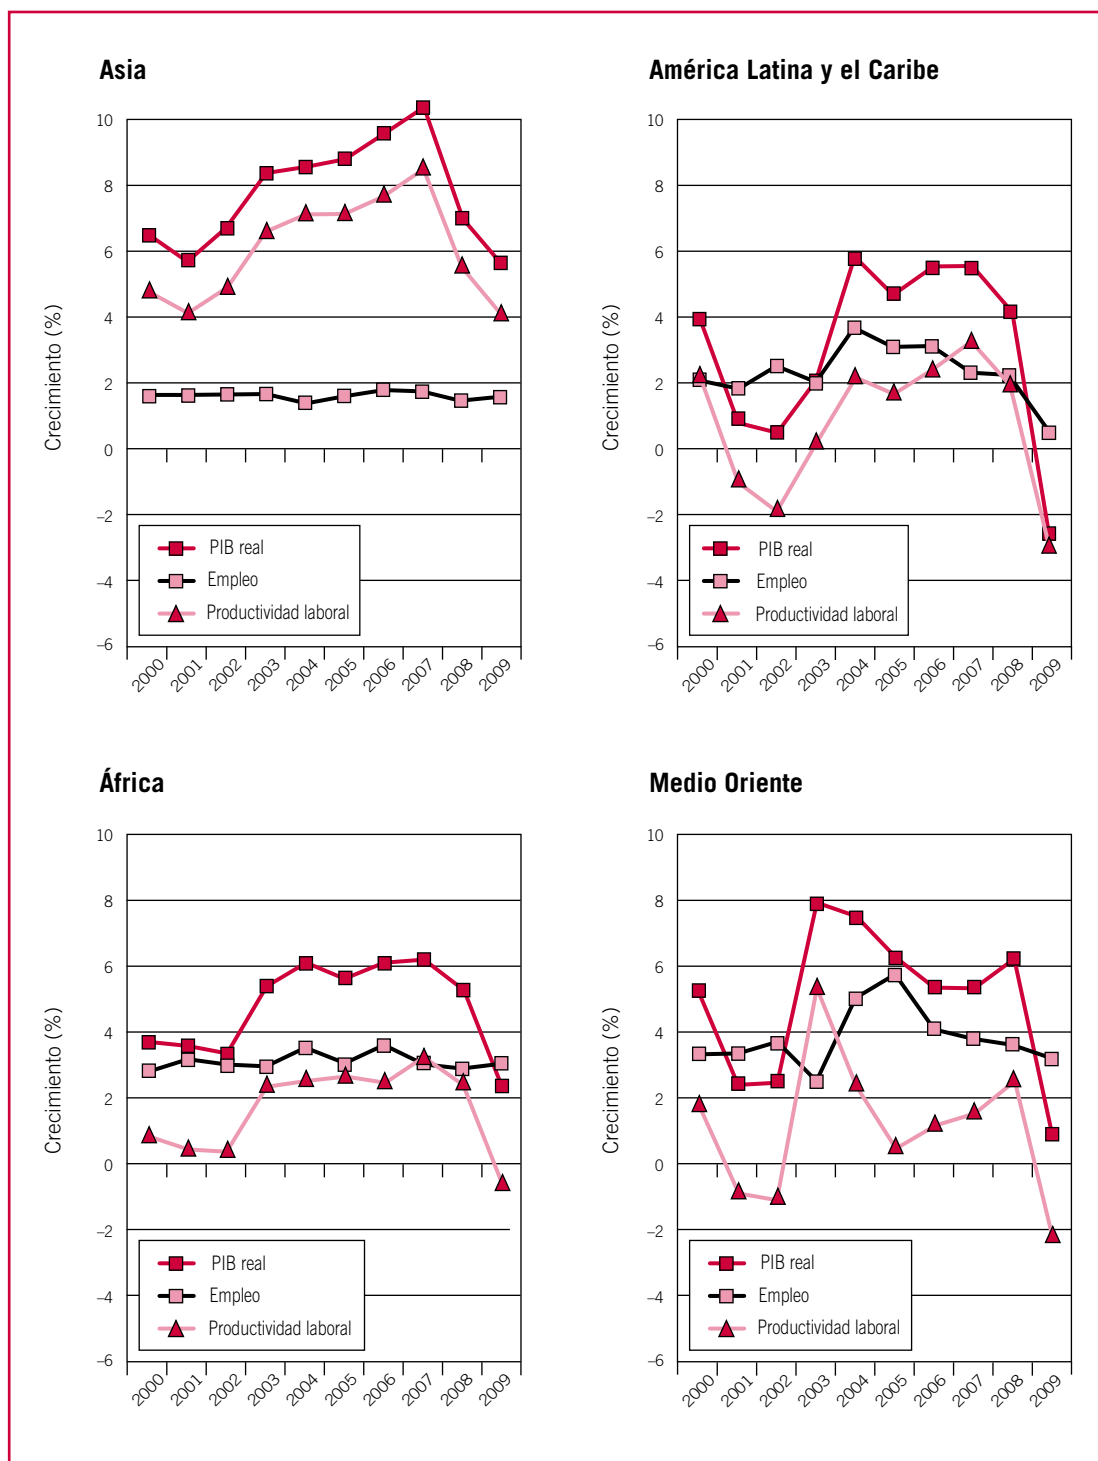 Asia
10
8
6
4
2
0
–2
–4
–6
Crecimiento (%)
PIB real
Empleo
Productividad laboral
2000 2001 2002 2003 2004 2005 2006 2007 2008 2009
América Latina y el Caribe
10
8
6
4
2
0
–2
–4
–6
Crecimiento (%)
PIB real
Empleo
Productividad laboral
2000 2001 2002 2003 2004 2005 2006 2007 2008 2009
África
10
8
6
4
2
0
–2
–4
–6
Crecimiento (%)
PIB real
Empleo
Productividad laboral
2000 2001 2002 2003 2004 2005 2006 2007 2008 2009
Medio Oriente
10
8
6
4
2
0
–2
–4
–6
Crecimiento (%)
PIB real
Empleo
Productividad laboral
2000 2001 2002 2003 2004 2005 2006 2007 2008 2009